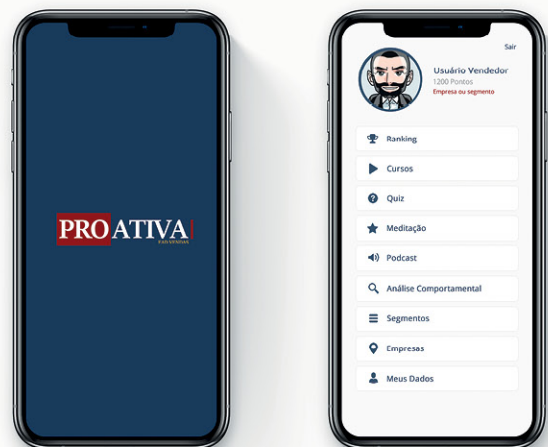 PROATIVA
EAD VENDAS
Sair
Usuário Vendedor
1200 Pontos
Empresa ou segmento
Ranking
Cursos
Quiz
Meditação
Podcast
Análise Comportamental
Segmentos
Empresas
Meus Dados